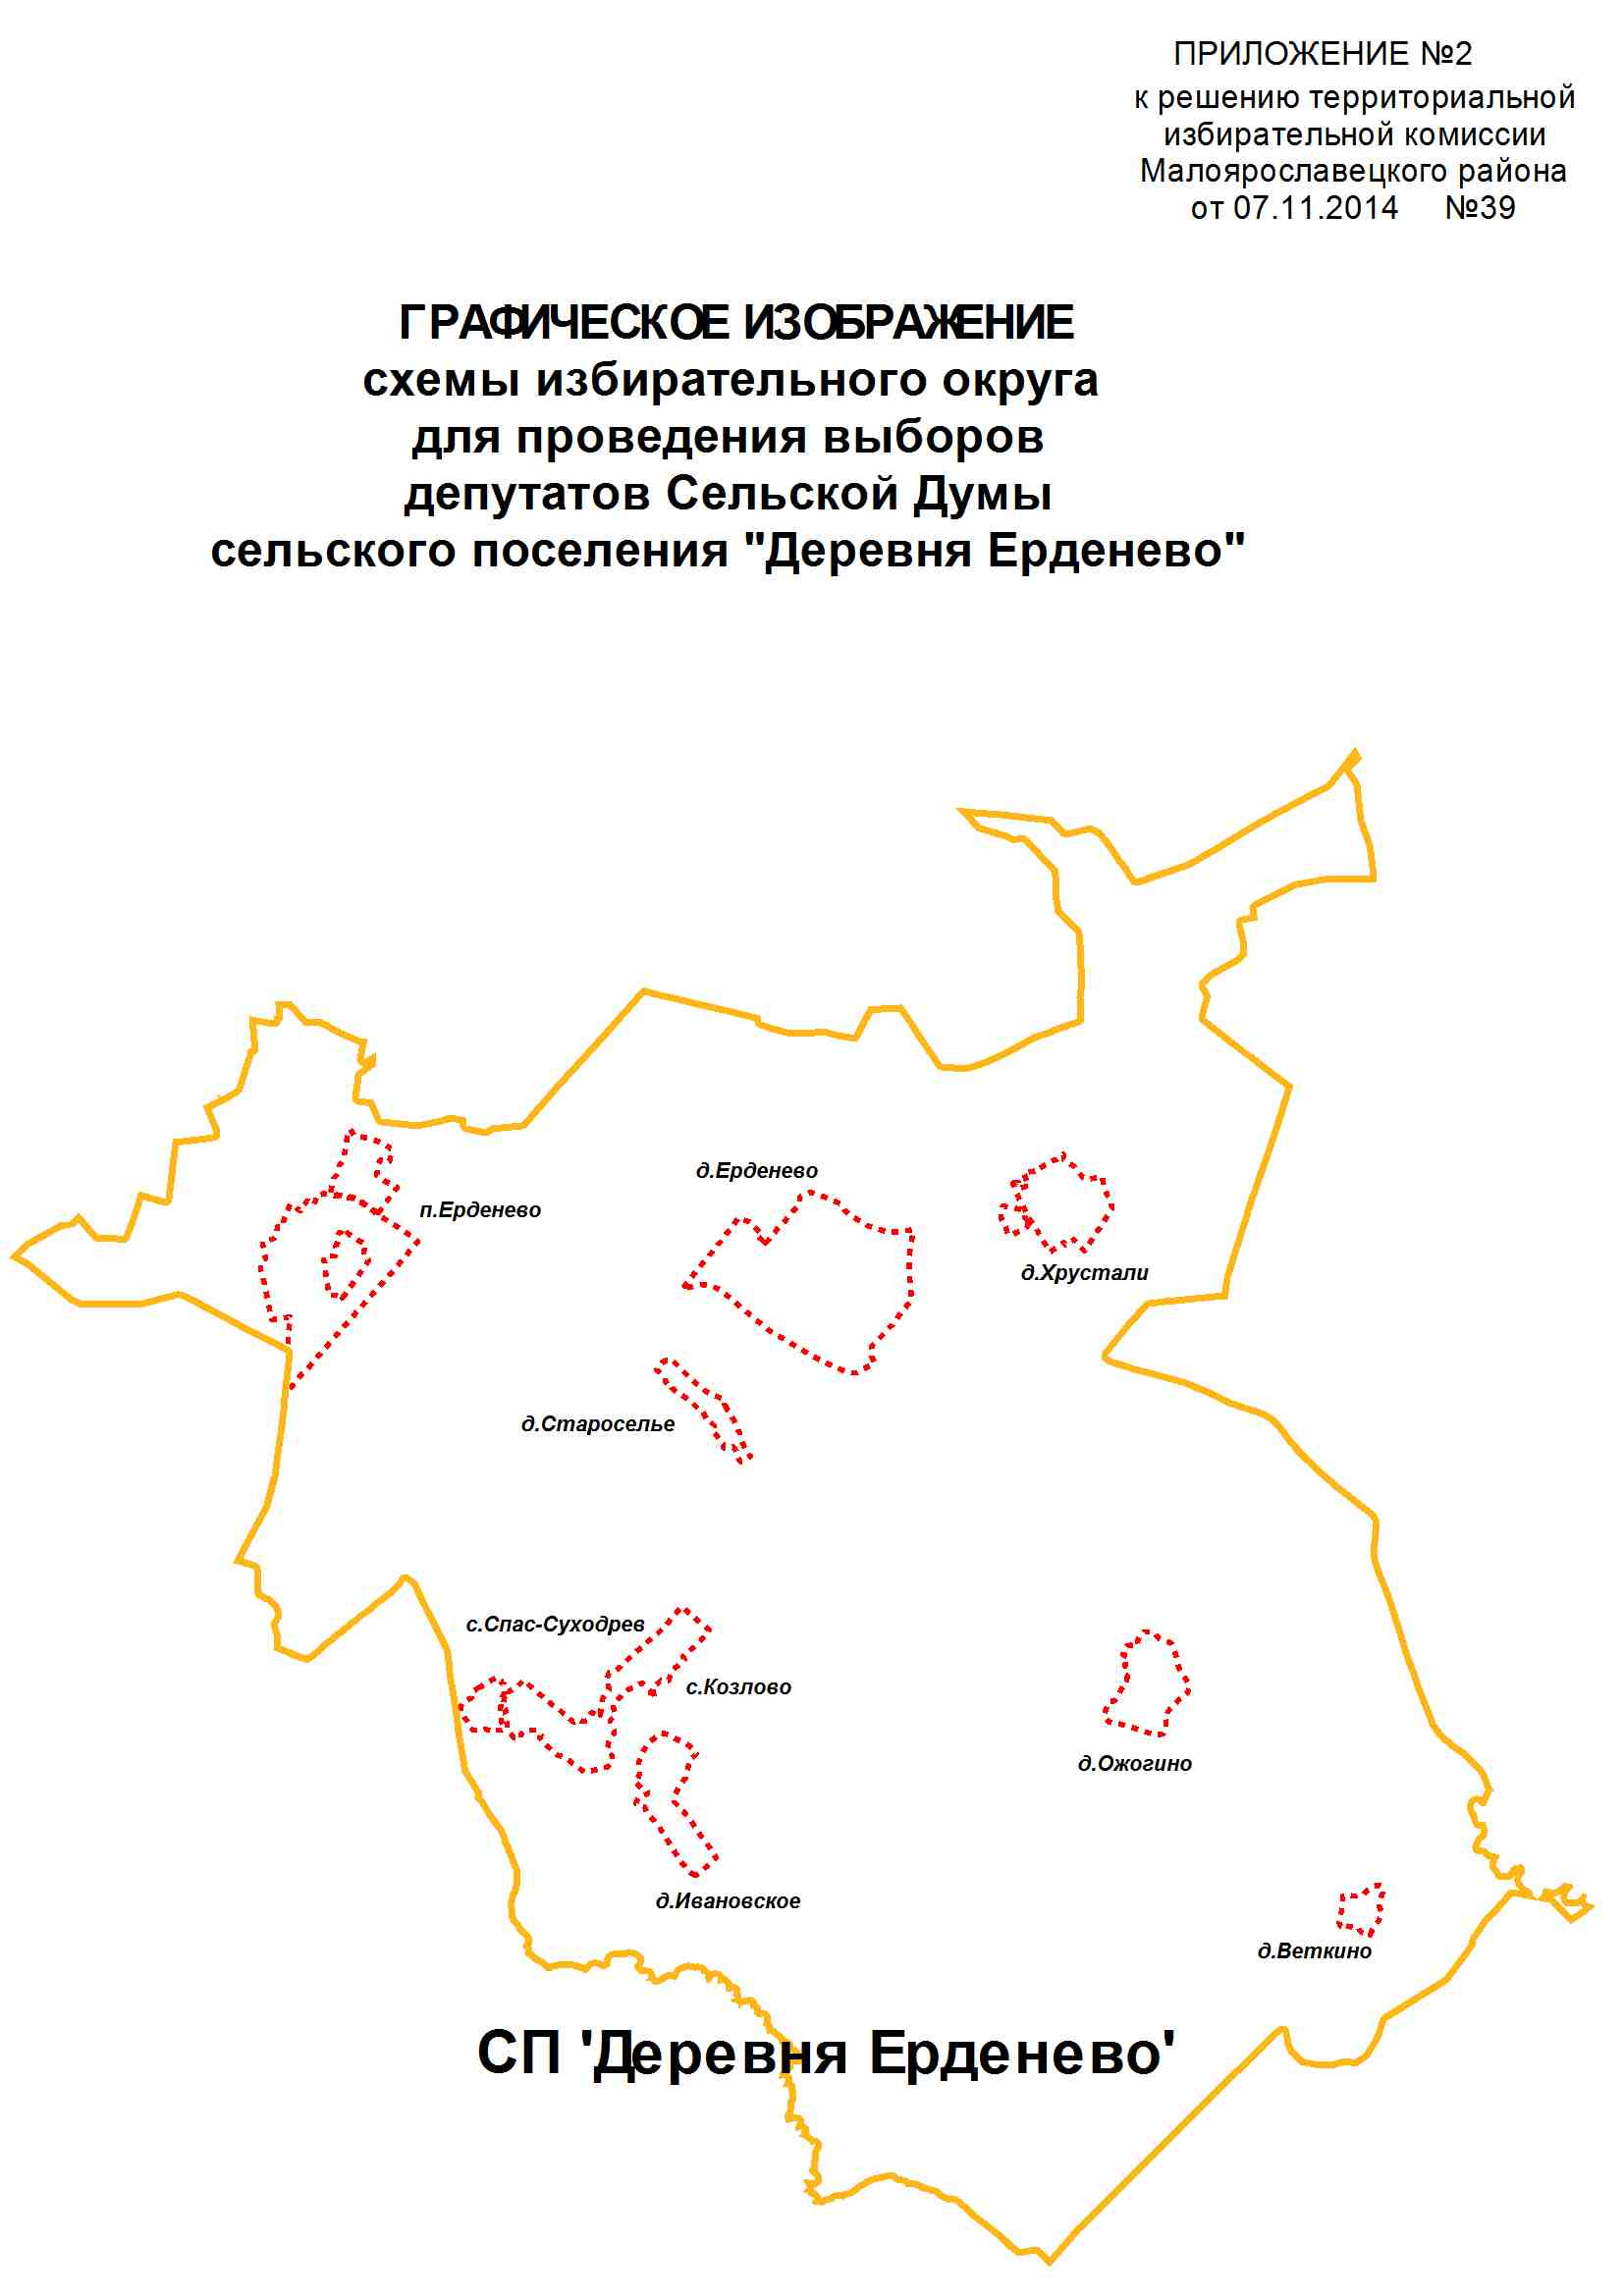 ПРИЛОЖЕНИЕ №2
к решению территориальной
избирательной комиссии
Малоярославецкого района
от 07.11.2014 №39
ГРАФИЧЕСКОЕ ИЗОБРАЖЕНИЕ
схемы избирательного округа
для проведения выборов
депутатов Сельской Думы
сельского поселения "Деревня Ерденево"
д.Ерденево
п.Ерденево
д.Хрустали
д.Староселье
с.Спас-Суходрев
с.Козлово
д.Ожогино
д.Ивановское
д.Веткино
СП 'Деревня Ерденево'